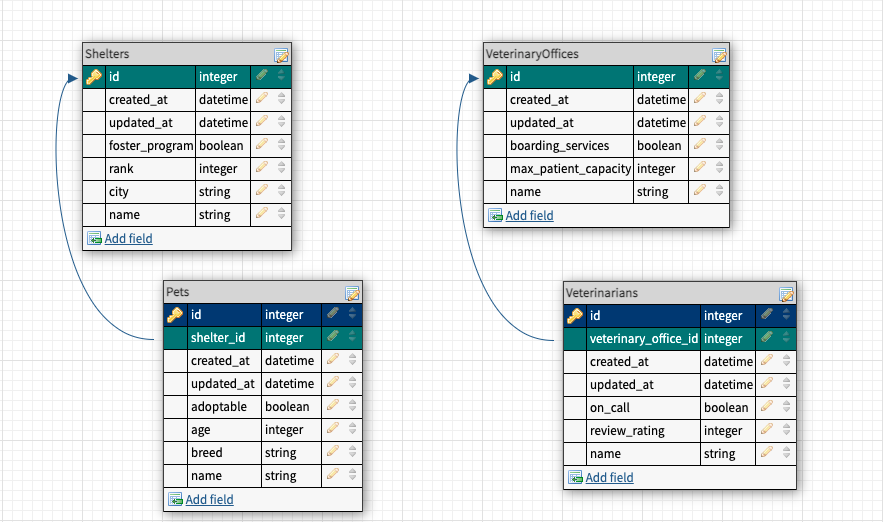 Shelters
id integer
created_at datetime
updated_at datetime
foster_program boolean
rank integer
city string
name string
Add field
VeterinaryOffices
id integer
created_at datetime
updated_at datetime
boarding_services boolean
max_patient_capacity integer
name string
Add field
Pets
id integer
shelter_id integer
created_at datetime
updated_at datetime
adoptable boolean
age integer
breed string
name string
Add field
Veterinarians
id integer
veterinary_office_id integer
created_at datetime
updated_at datetime
on_call boolean
review_rating integer
name string
Add field